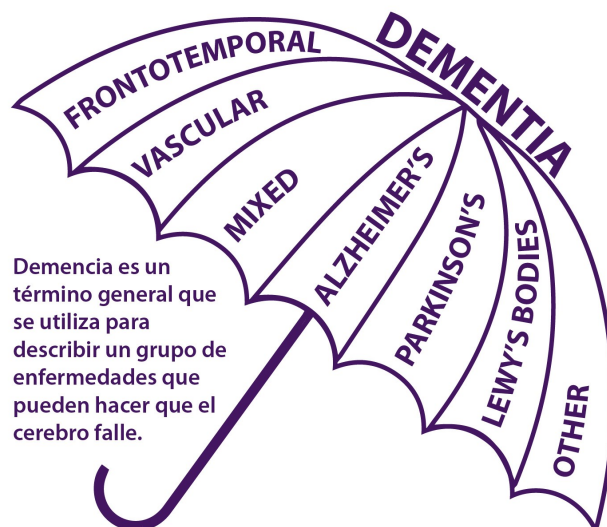 DEMENTIA
FRONTOTEMPORAL
VASCULAR
MIXED
ALZHEIMER'S
PARKINSON'S
LEWY'S BODIES
OTHER
Demencia es un
término general que
se utiliza para
describir un grupo de
enfermedades que
pueden hacer que el
cerebro falle.